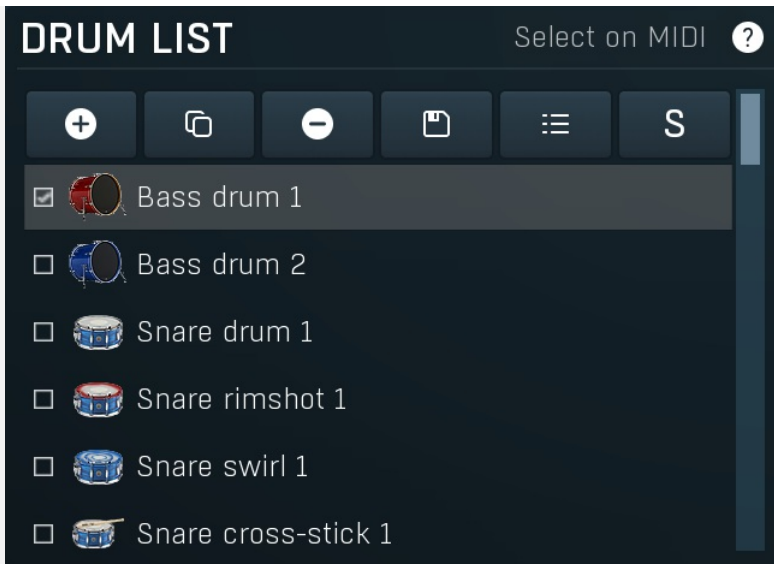 DRUM LIST Select on MIDI ?
S
Bass drum 1
Bass drum 2
Snare drum 1
Snare rimshot 1
Snare swirl 1
Snare cross-stick 1